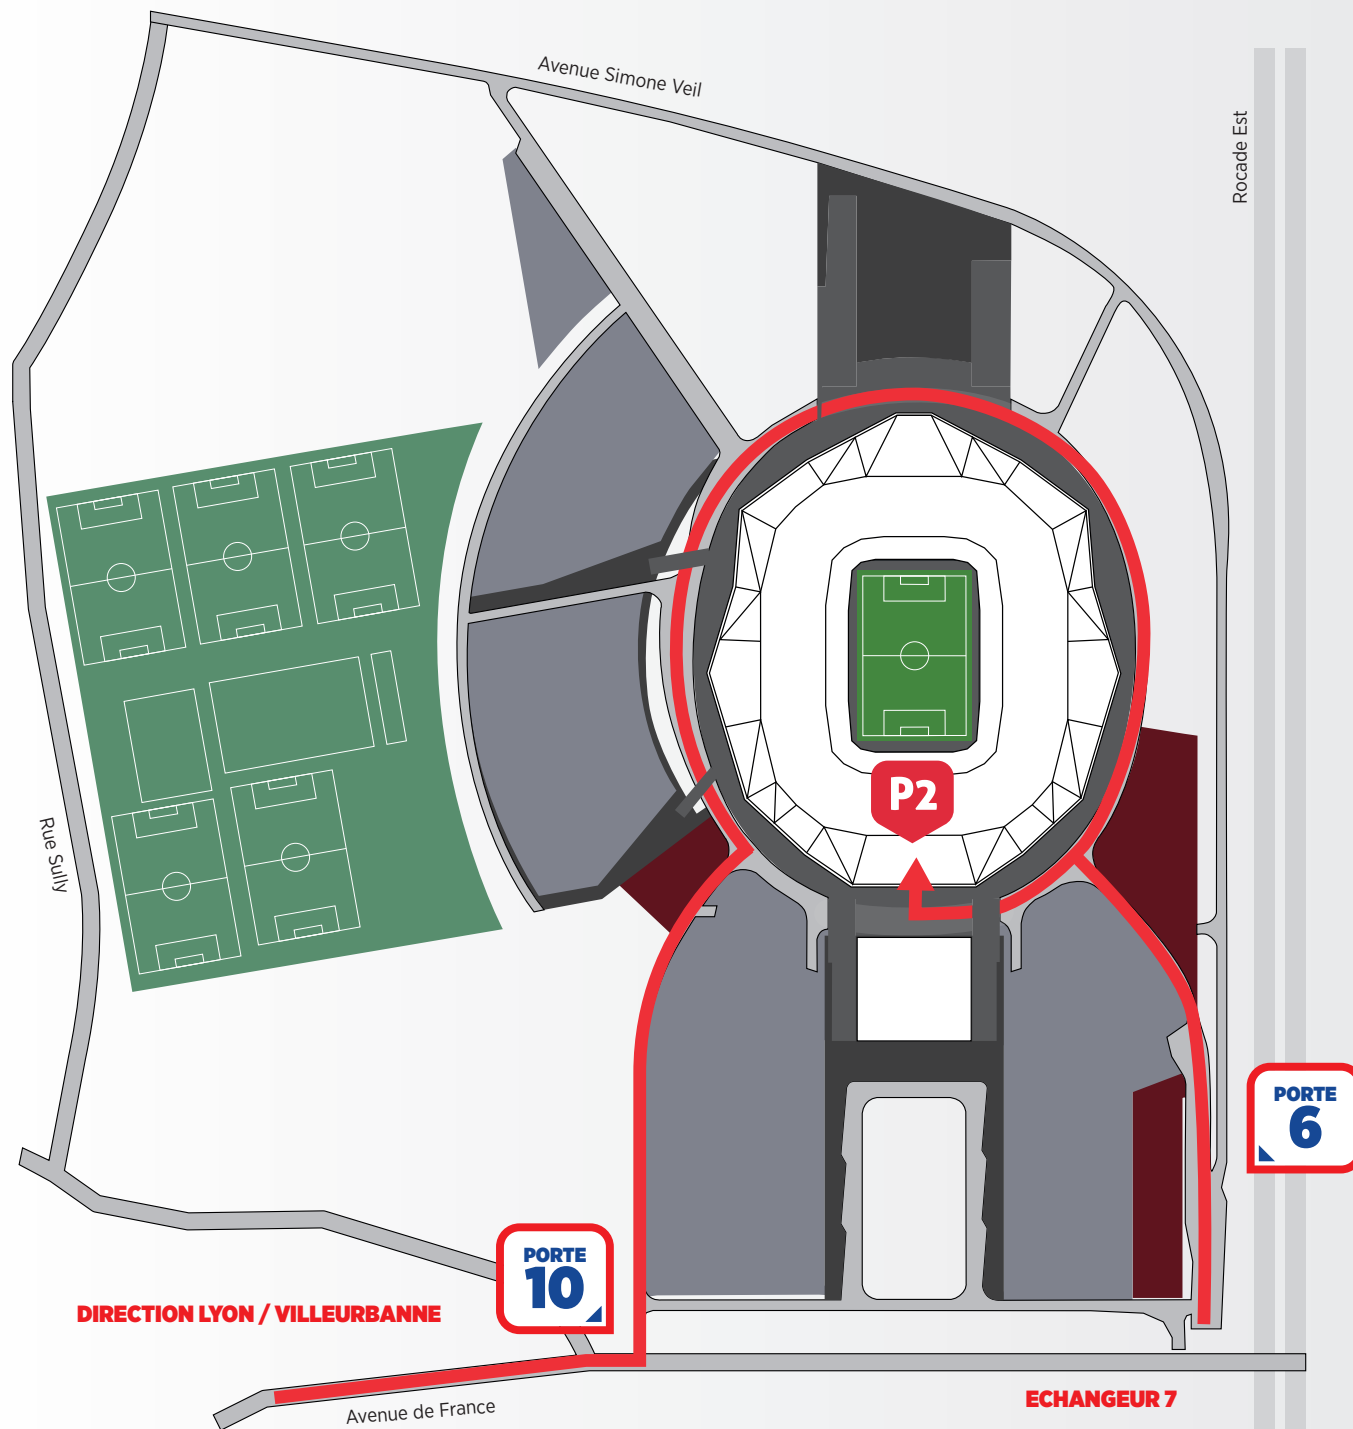 Avenue Simone Veil
Rocade Est
P2
Rue Sully
PORTE
6
PORTE
10
DIRECTION LYON / VILLEURBANNE
ECHANGEUR 7
Avenue de France